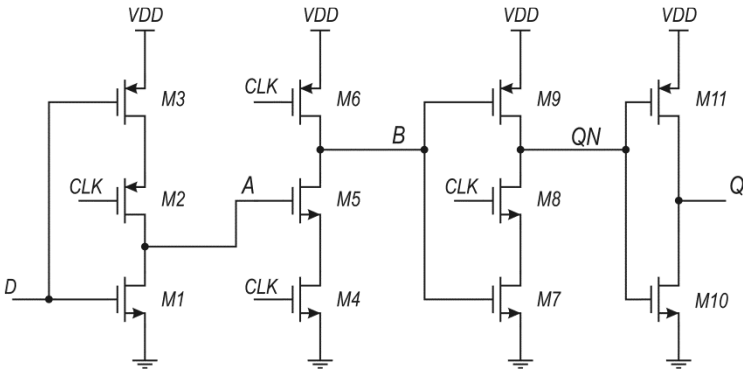 VDD VDD VDD VDD
CLK
M3 M6 M9 M11
B QN
CLK A CLK Q
M2 M5 M8
D CLK
M1 M4 M7 M10